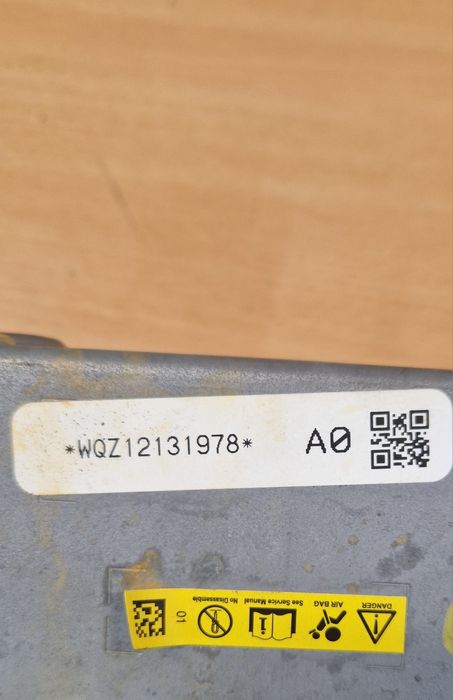 *WQZ12131978* A0
DANGER
AIR BAG
See Service Manual
No Disassemble
01